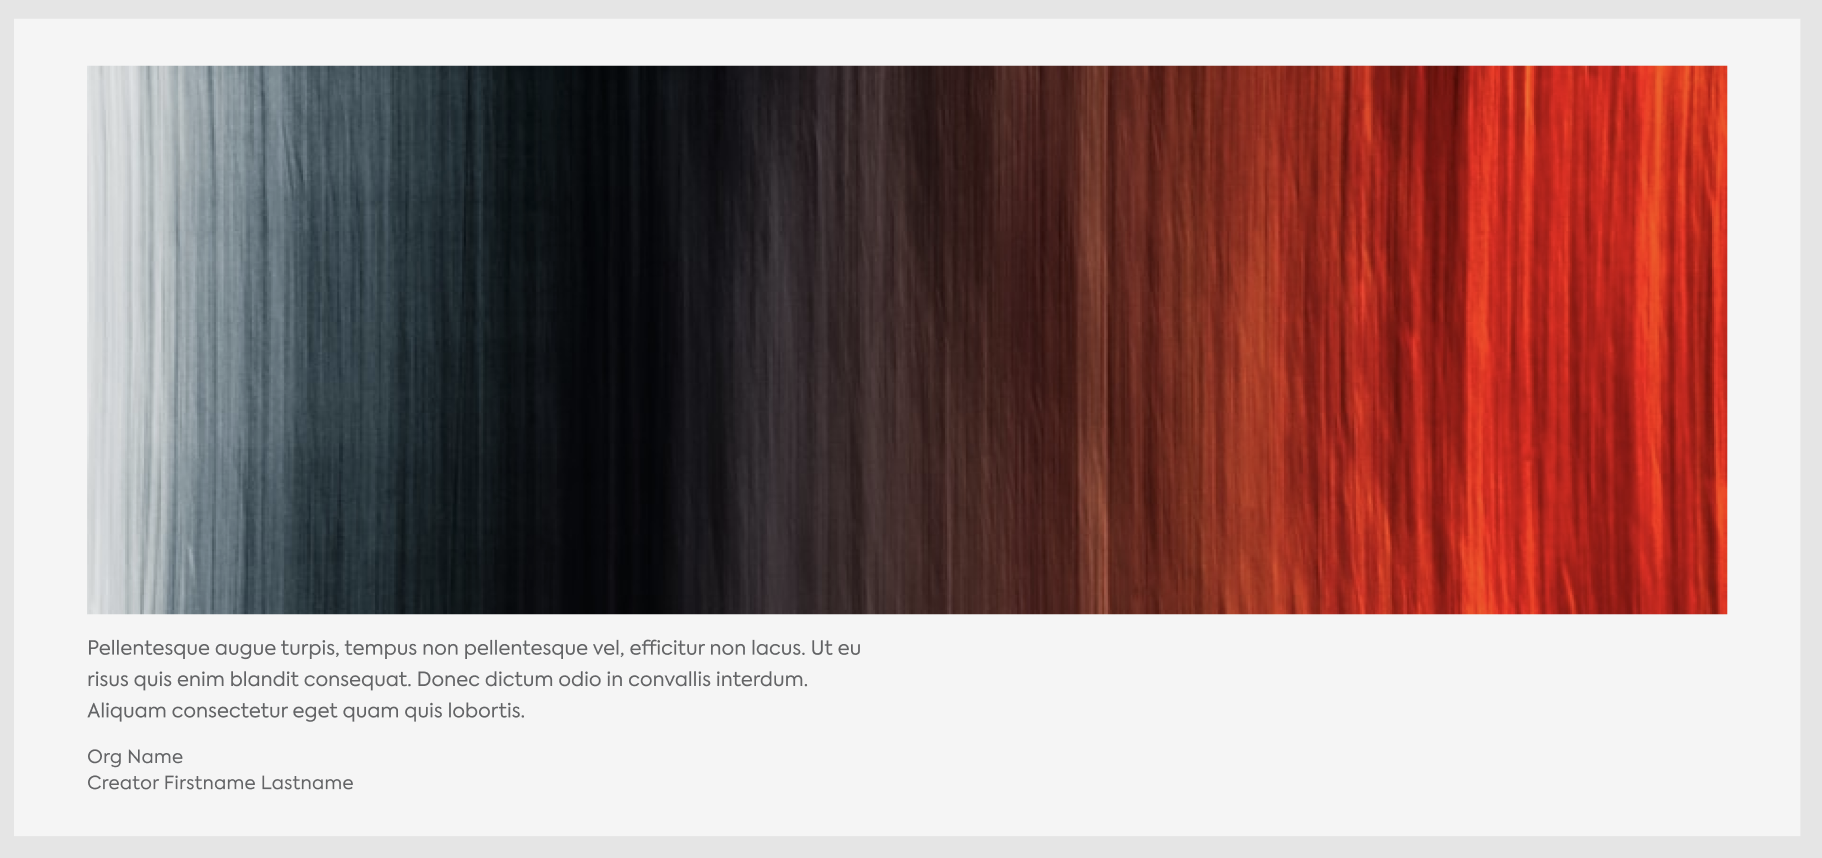 Pellentesque augue turpis, tempus non pellentesque vel, efficitur non lacus. Ut eu
risus quis enim blandit consequat. Donec dictum odio in convallis interdum.
Aliquam consectetur eget quam quis lobortis.
Org Name
Creator Firstname Lastname